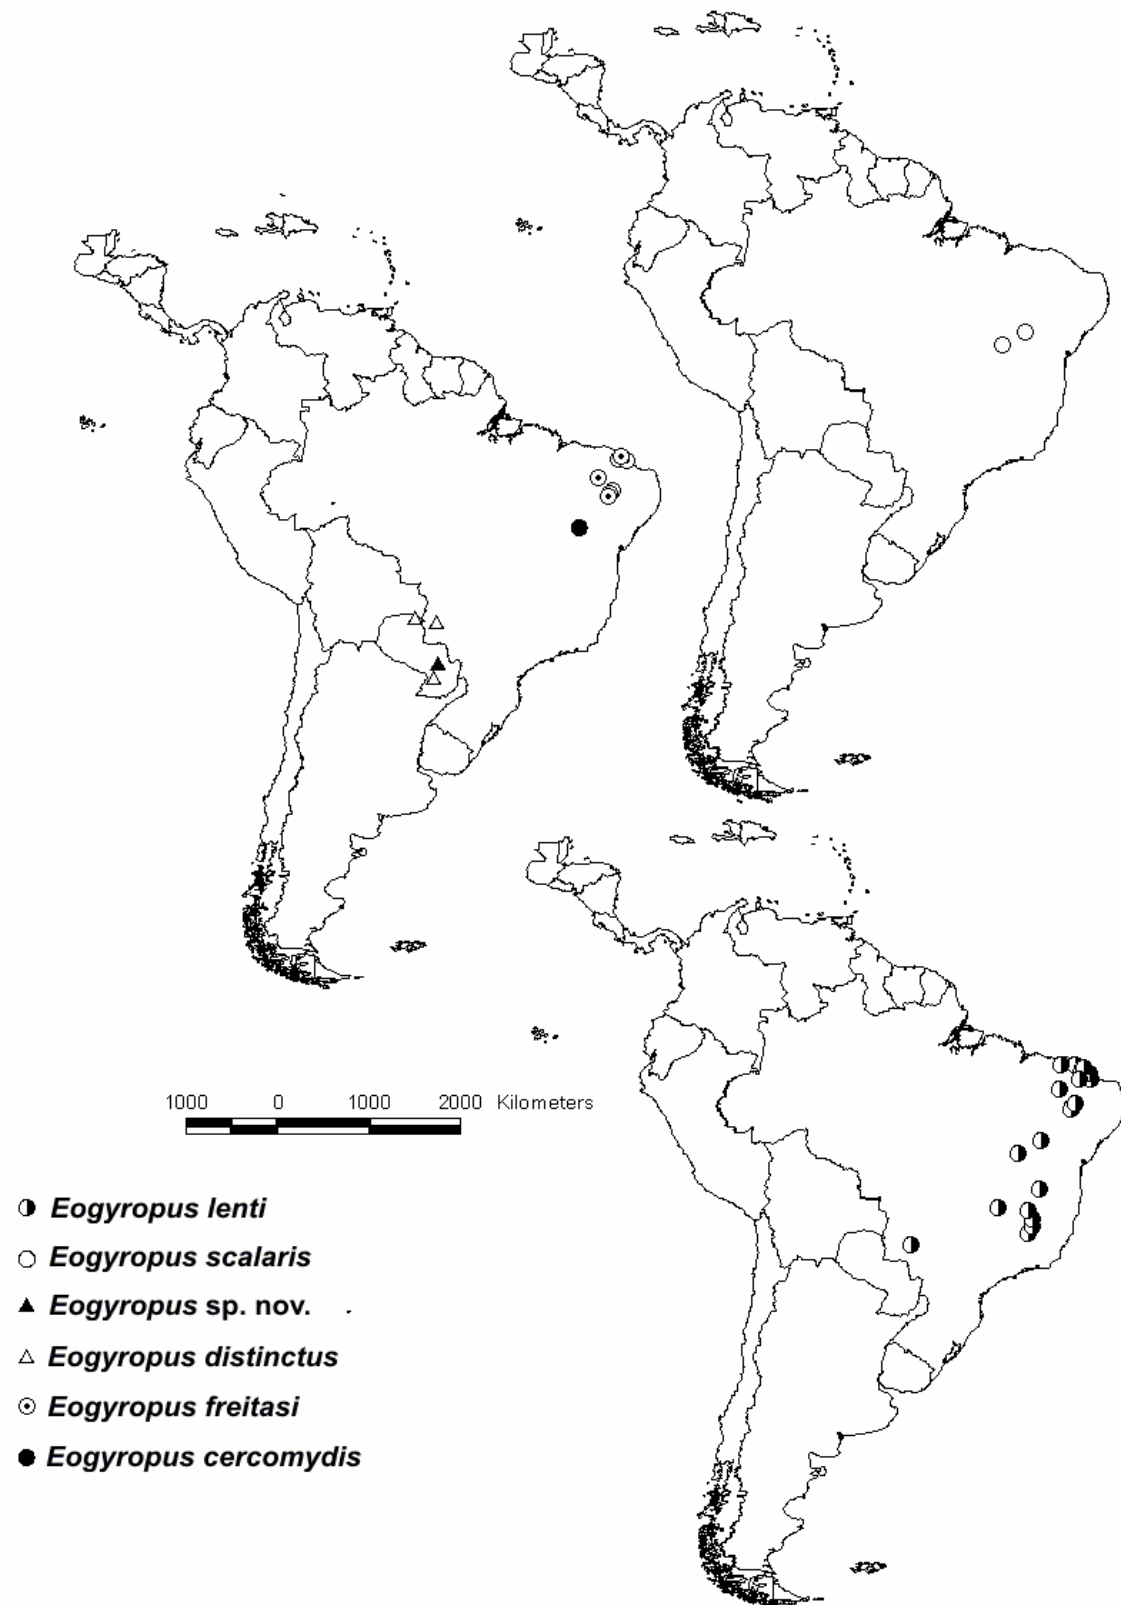 1000 0 1000 2000 Kilometers
Eogyropus lenti
Eogyropus scalaris
Eogyropus sp. nov.
Eogyropus distinctus
Eogyropus freitasi
Eogyropus cercomydis